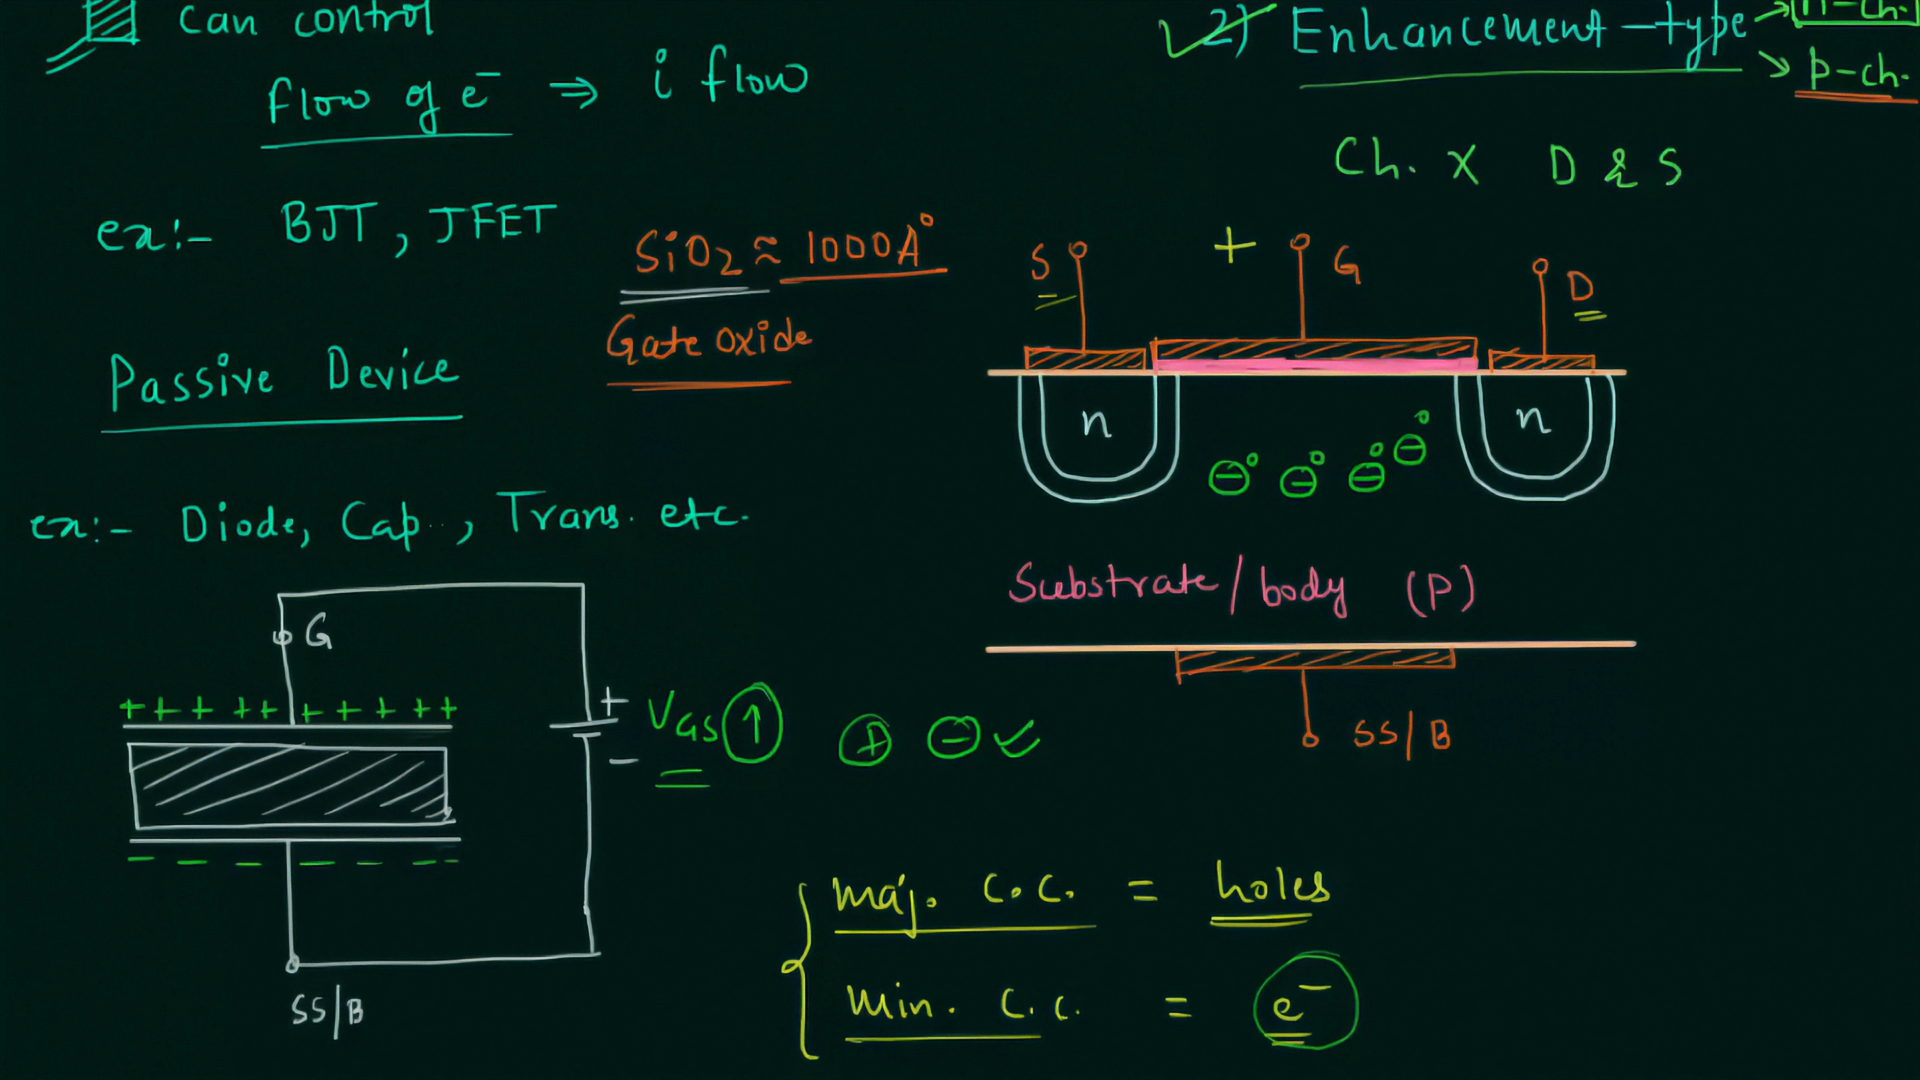 can control
flow of e⁻ ⇒ i flow
ex:- BJT, JFET
SiO₂ ≈ 1000A°
Gate oxide
Passive Device
ex:- Diode, Cap.., Trans. etc.
G
+ + + + + + + + + +
+
VGS ↑ + - ✓
-
- - - - - - -
SS/B
✓ 2) Enhancement-type → n-ch.
→ p-ch.
Ch. X D & S
S + G D
n n
Substrate/body (P)
SS/B
maj. c.c. = holes
min. c.c. = e⁻